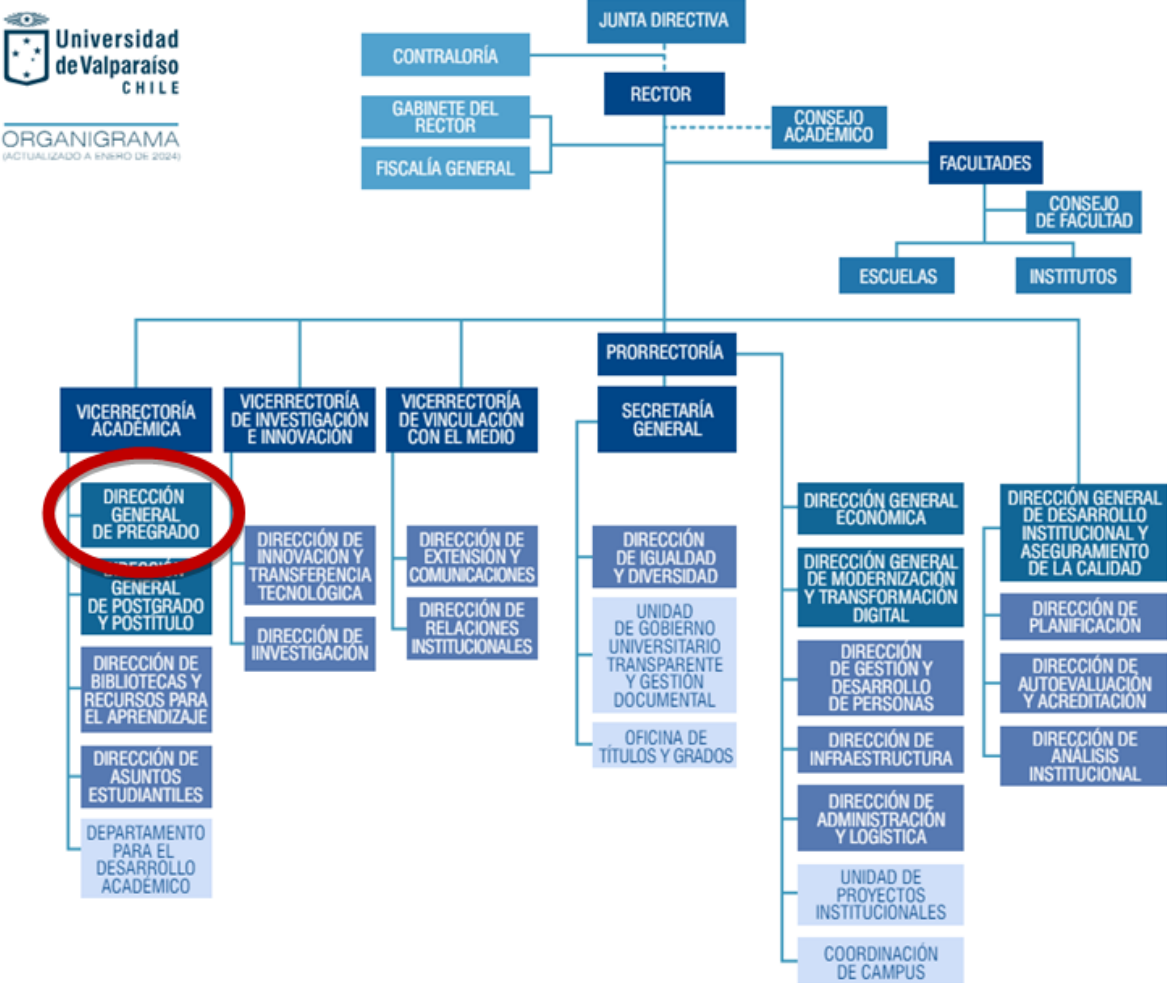 Universidad
de Valparaíso
CHILE
ORGANIGRAMA
(ACTUALIZADO A ENERO DE 2024)
JUNTA DIRECTIVA
CONTRALORÍA
RECTOR
GABINETE DEL
RECTOR
CONSEJO
ACADÉMICO
FISCALÍA GENERAL
FACULTADES
CONSEJO
DE FACULTAD
ESCUELAS
INSTITUTOS
PRORRECTORÍA
VICERRECTORÍA
ACADÉMICA
VICERRECTORÍA
DE INVESTIGACIÓN
E INNOVACIÓN
VICERRECTORÍA
DE VINCULACIÓN
CON EL MEDIO
SECRETARÍA
GENERAL
DIRECCIÓN
GENERAL
DE PREGRADO
DIRECCIÓN
GENERAL
DE POSTGRADO
Y POSTÍTULO
DIRECCIÓN DE
BIBLIOTECAS Y
RECURSOS PARA
EL APRENDIZAJE
DIRECCIÓN DE
ASUNTOS
ESTUDIANTILES
DEPARTAMENTO
PARA EL
DESARROLLO
ACADÉMICO
DIRECCIÓN DE
INNOVACIÓN Y
TRANSFERENCIA
TECNOLÓGICA
DIRECCIÓN DE
IINVESTIGACIÓN
DIRECCIÓN DE
EXTENSIÓN Y
COMUNICACIONES
DIRECCIÓN DE
RELACIONES
INSTITUCIONALES
DIRECCIÓN
DE IGUALDAD
Y DIVERSIDAD
UNIDAD
DE GOBIERNO
UNIVERSITARIO
TRANSPARENTE
Y GESTIÓN
DOCUMENTAL
OFICINA DE
TÍTULOS Y GRADOS
DIRECCIÓN GENERAL
ECONÓMICA
DIRECCIÓN GENERAL
DE MODERNIZACIÓN
Y TRANSFORMACIÓN
DIGITAL
DIRECCIÓN
DE GESTIÓN Y
DESARROLLO
DE PERSONAS
DIRECCIÓN DE
INFRAESTRUCTURA
DIRECCIÓN DE
ADMINISTRACIÓN
Y LOGÍSTICA
UNIDAD DE
PROYECTOS
INSTITUCIONALES
COORDINACIÓN
DE CAMPUS
DIRECCIÓN GENERAL
DE DESARROLLO
INSTITUCIONAL Y
ASEGURAMIENTO
DE LA CALIDAD
DIRECCIÓN DE
PLANIFICACIÓN
DIRECCIÓN DE
AUTOEVALUACIÓN
Y ACREDITACIÓN
DIRECCIÓN DE
ANÁLISIS
INSTITUCIONAL